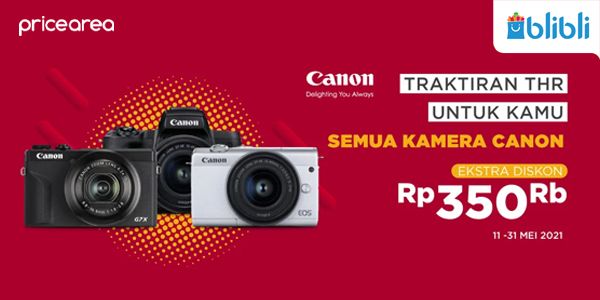 pricearea
blibli
Canon
Delighting You Always
TRAKTIRAN THR
UNTUK KAMU
SEMUA KAMERA CANON
EKSTRA DISKON
Rp350Rb
11 -31 MEI 2021
Canon
Canon
Canon
G7X
EOS